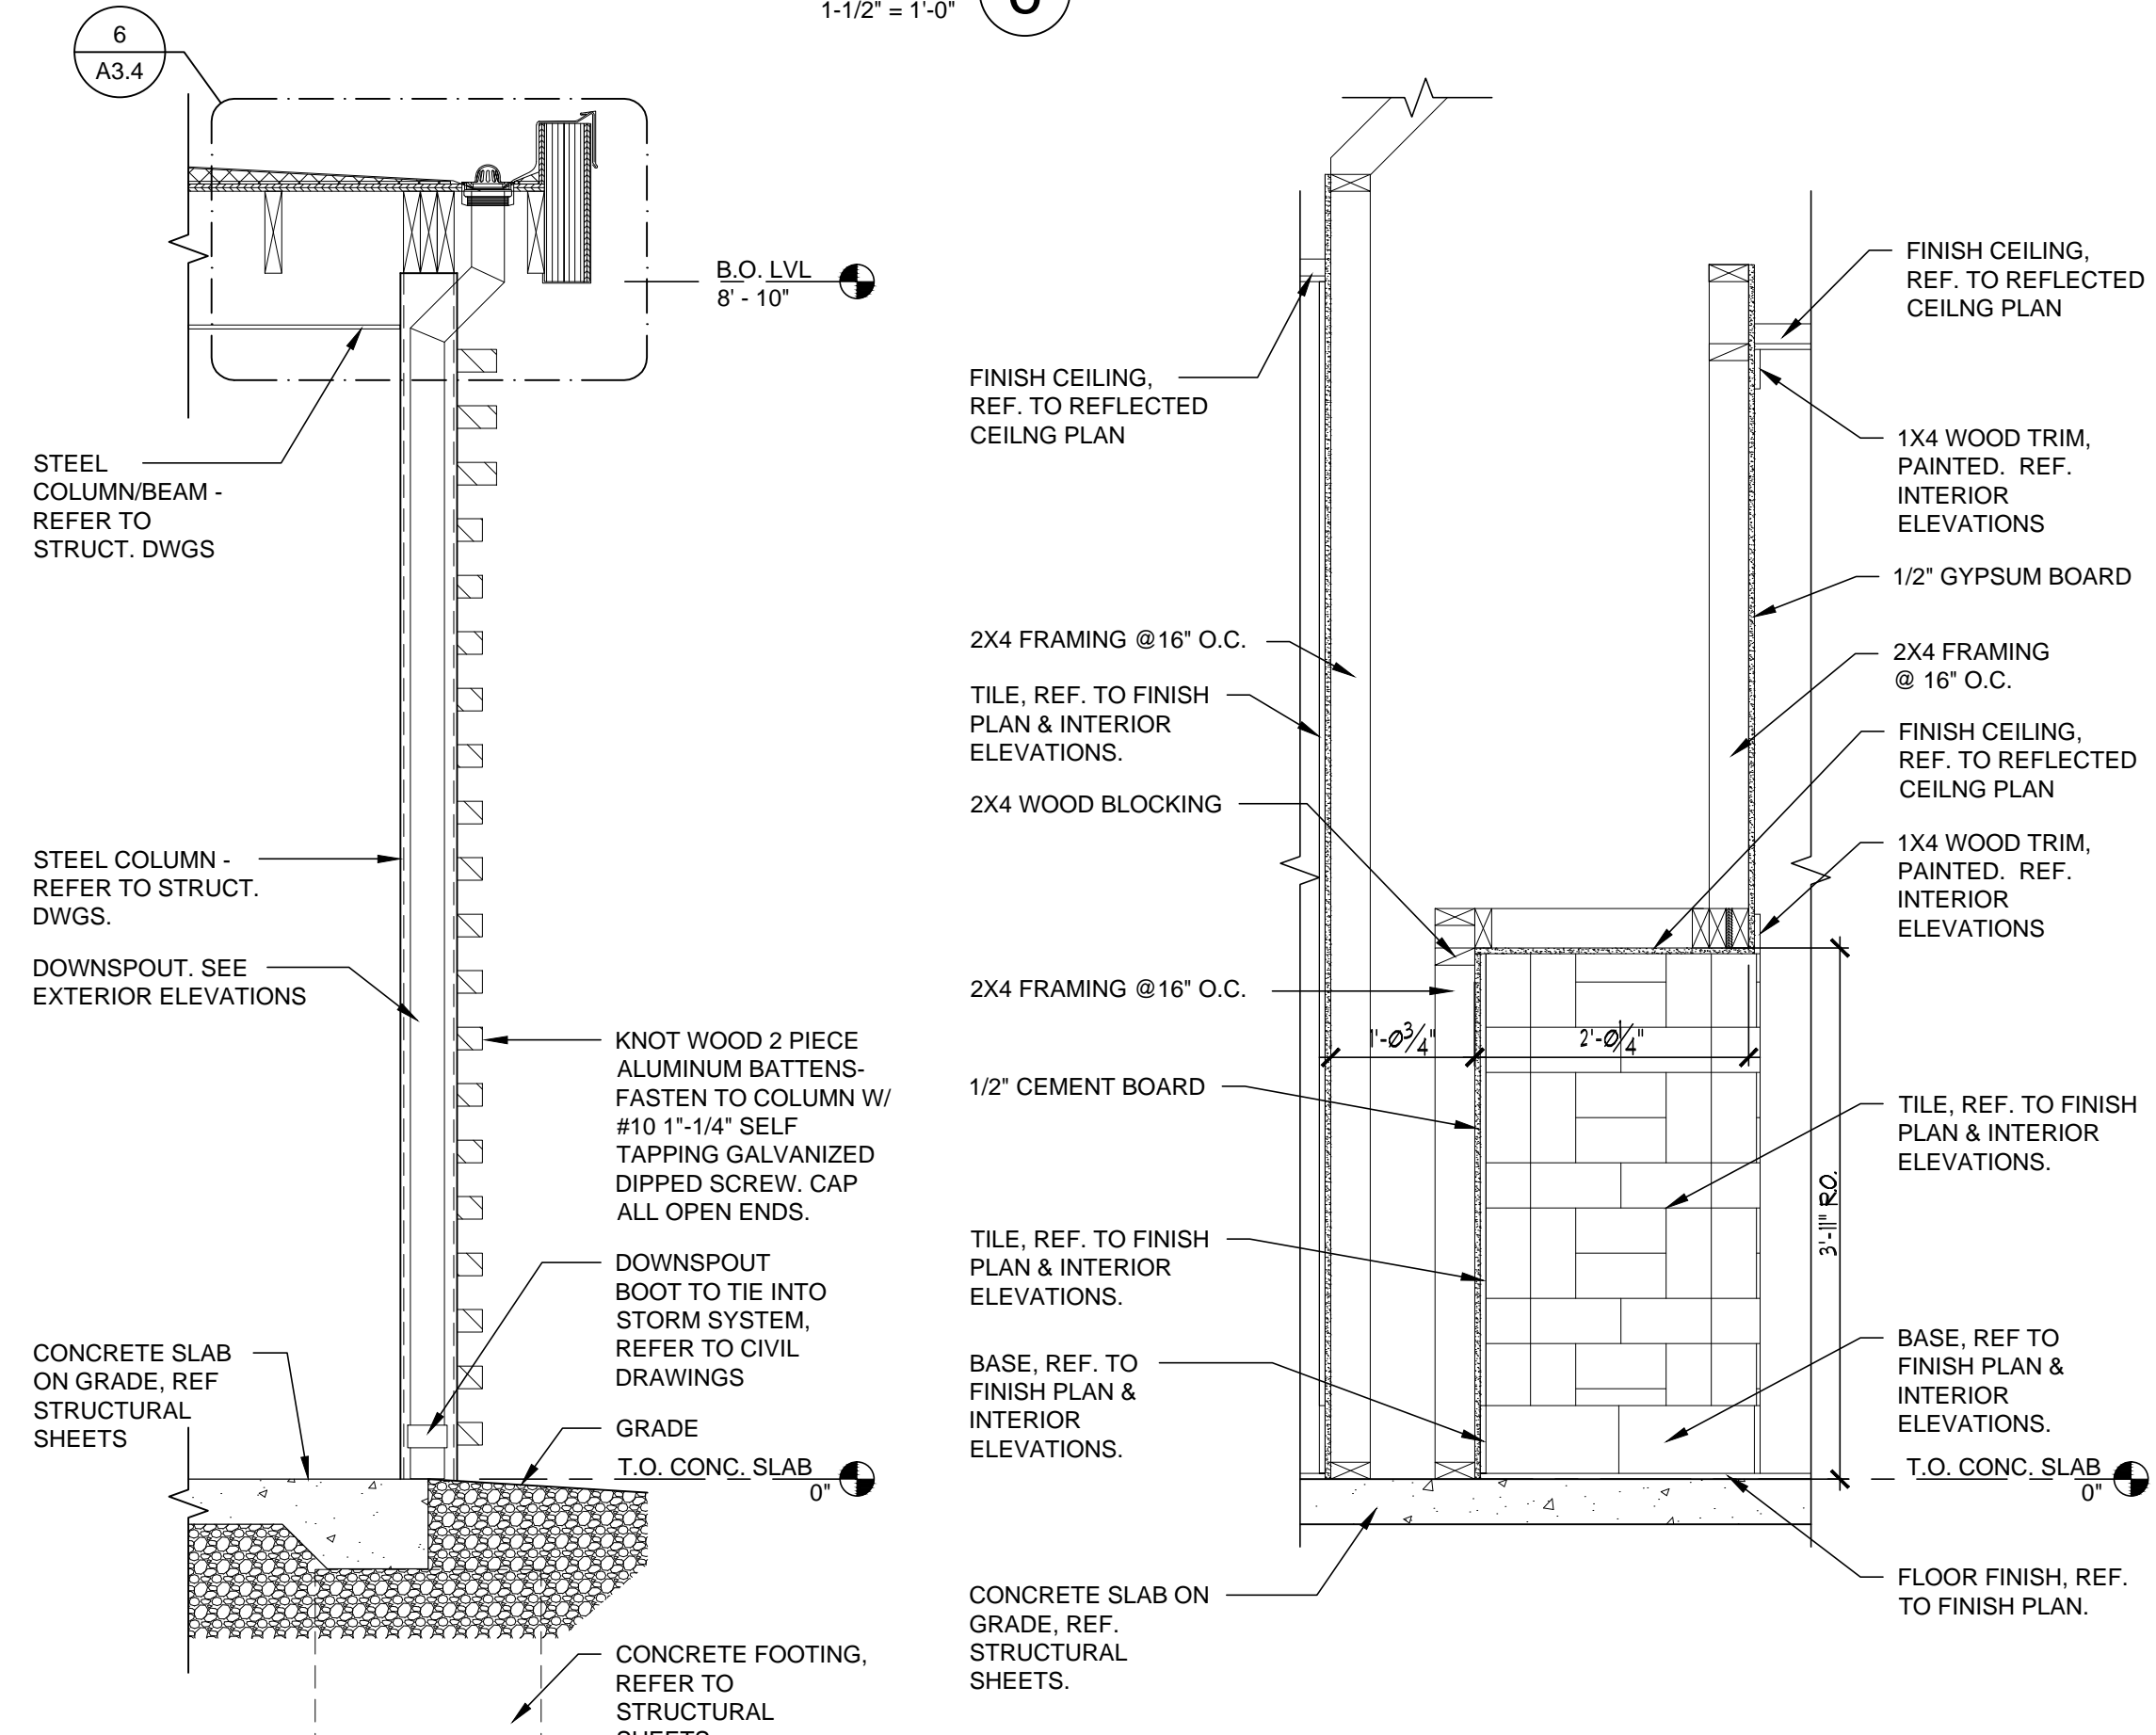 1-1/2" = 1'-0"
6
A3.4
B.O. LVL
8' - 10"
STEEL
COLUMN/BEAM -
REFER TO
STRUCT. DWGS
STEEL COLUMN -
REFER TO STRUCT.
DWGS.
DOWNSPOUT. SEE
EXTERIOR ELEVATIONS
KNOT WOOD 2 PIECE
ALUMINUM BATTENS-
FASTEN TO COLUMN W/
#10 1"-1/4" SELF
TAPPING GALVANIZED
DIPPED SCREW. CAP
ALL OPEN ENDS.
DOWNSPOUT
BOOT TO TIE INTO
STORM SYSTEM,
REFER TO CIVIL
DRAWINGS
CONCRETE SLAB
ON GRADE, REF
STRUCTURAL
SHEETS
GRADE
T.O. CONC. SLAB
0"
CONCRETE FOOTING,
REFER TO
STRUCTURAL
SHEETS
FINISH CEILING,
REF. TO REFLECTED
CEILNG PLAN
2X4 FRAMING @16" O.C.
TILE, REF. TO FINISH
PLAN & INTERIOR
ELEVATIONS.
2X4 WOOD BLOCKING
2X4 FRAMING @16" O.C.
1/2" CEMENT BOARD
TILE, REF. TO FINISH
PLAN & INTERIOR
ELEVATIONS.
BASE, REF. TO
FINISH PLAN &
INTERIOR
ELEVATIONS.
CONCRETE SLAB ON
GRADE, REF.
STRUCTURAL
SHEETS.
1'-0 3/4"
2'-0 1/4"
3'-11" R.O.
FINISH CEILING,
REF. TO REFLECTED
CEILNG PLAN
1X4 WOOD TRIM,
PAINTED. REF.
INTERIOR
ELEVATIONS
1/2" GYPSUM BOARD
2X4 FRAMING
@ 16" O.C.
FINISH CEILING,
REF. TO REFLECTED
CEILNG PLAN
1X4 WOOD TRIM,
PAINTED. REF.
INTERIOR
ELEVATIONS
TILE, REF. TO FINISH
PLAN & INTERIOR
ELEVATIONS.
BASE, REF TO
FINISH PLAN &
INTERIOR
ELEVATIONS.
T.O. CONC. SLAB
0"
FLOOR FINISH, REF.
TO FINISH PLAN.